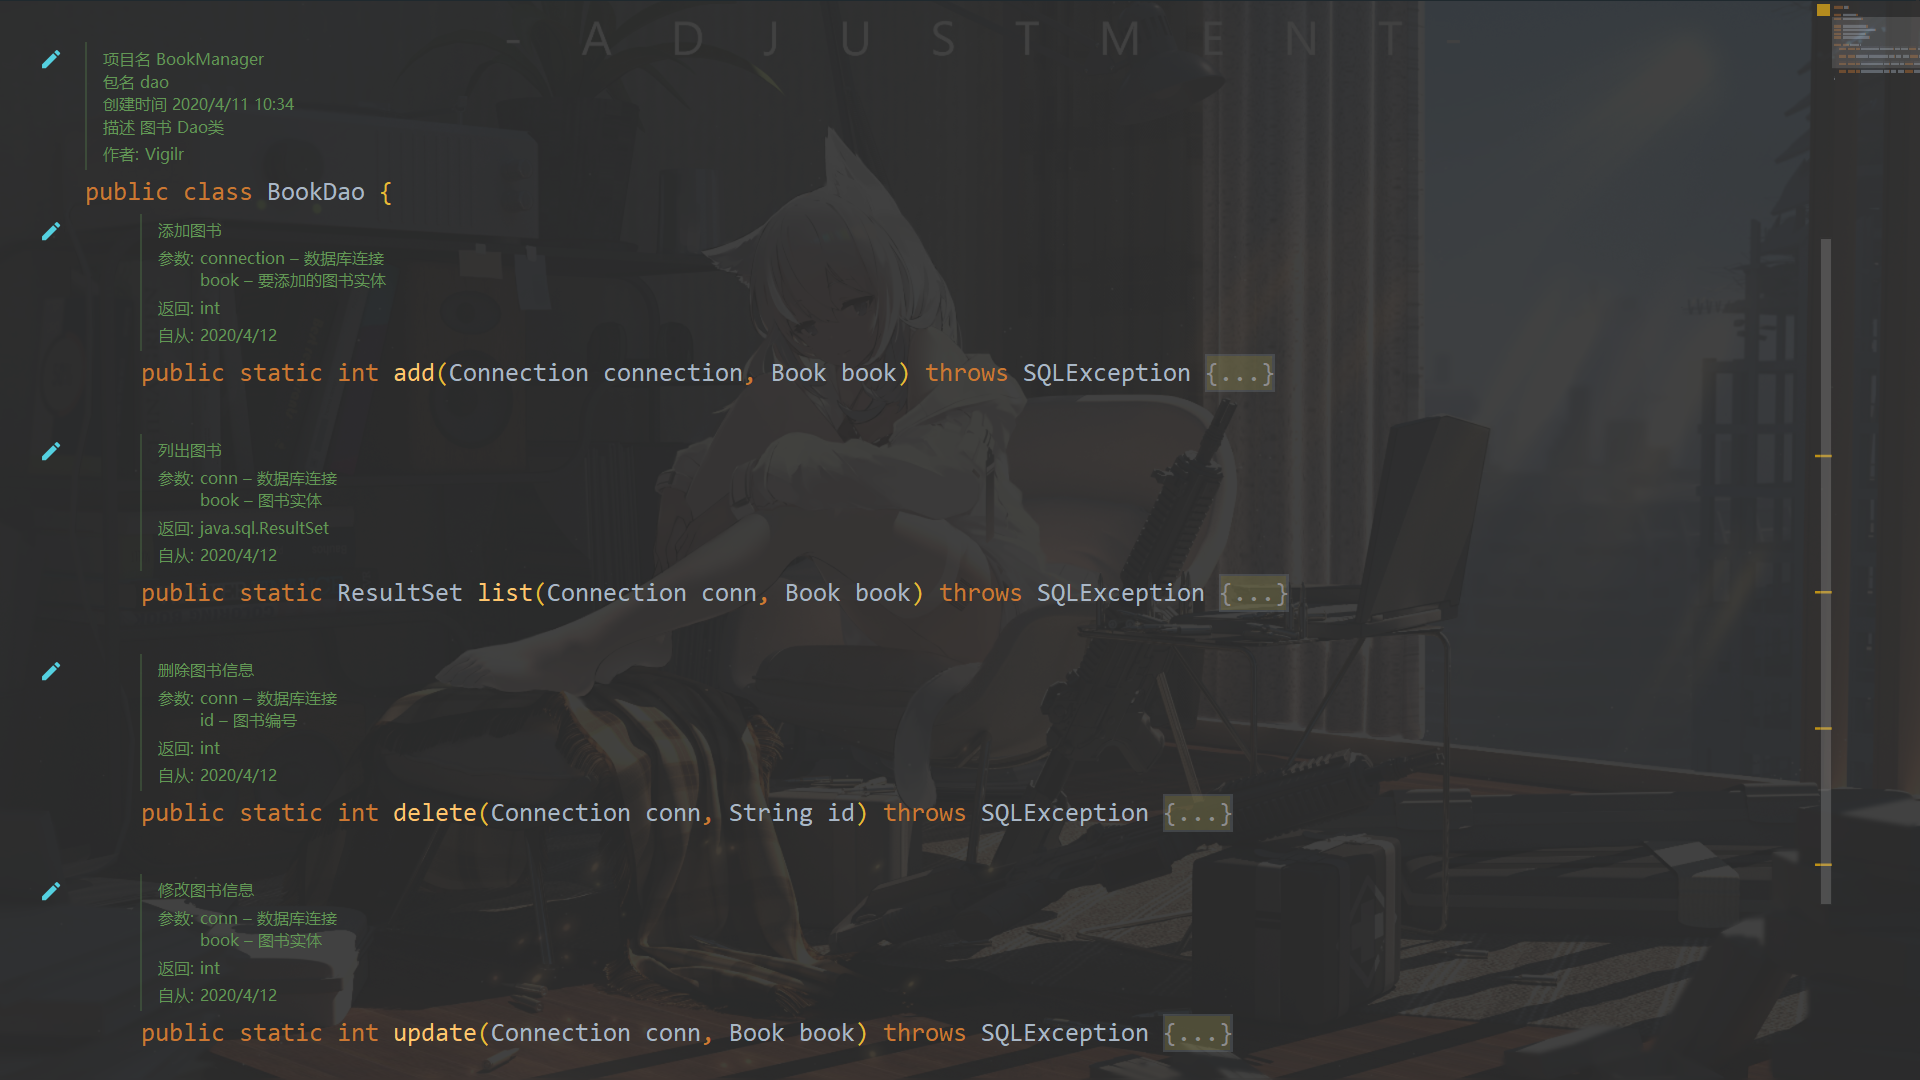 - A D J U S T M E N T -
项目名 BookManager
包名 dao
创建时间 2020/4/11 10:34
描述 图书 Dao类
作者: Vigilr
public class BookDao {
添加图书
参数: connection – 数据库连接
book – 要添加的图书实体
返回: int
自从: 2020/4/12
public static int add(Connection connection, Book book) throws SQLException {...}
列出图书
参数: conn – 数据库连接
book – 图书实体
返回: java.sql.ResultSet
自从: 2020/4/12
public static ResultSet list(Connection conn, Book book) throws SQLException {...}
删除图书信息
参数: conn – 数据库连接
id – 图书编号
返回: int
自从: 2020/4/12
public static int delete(Connection conn, String id) throws SQLException {...}
修改图书信息
参数: conn – 数据库连接
book – 图书实体
返回: int
自从: 2020/4/12
public static int update(Connection conn, Book book) throws SQLException {...}